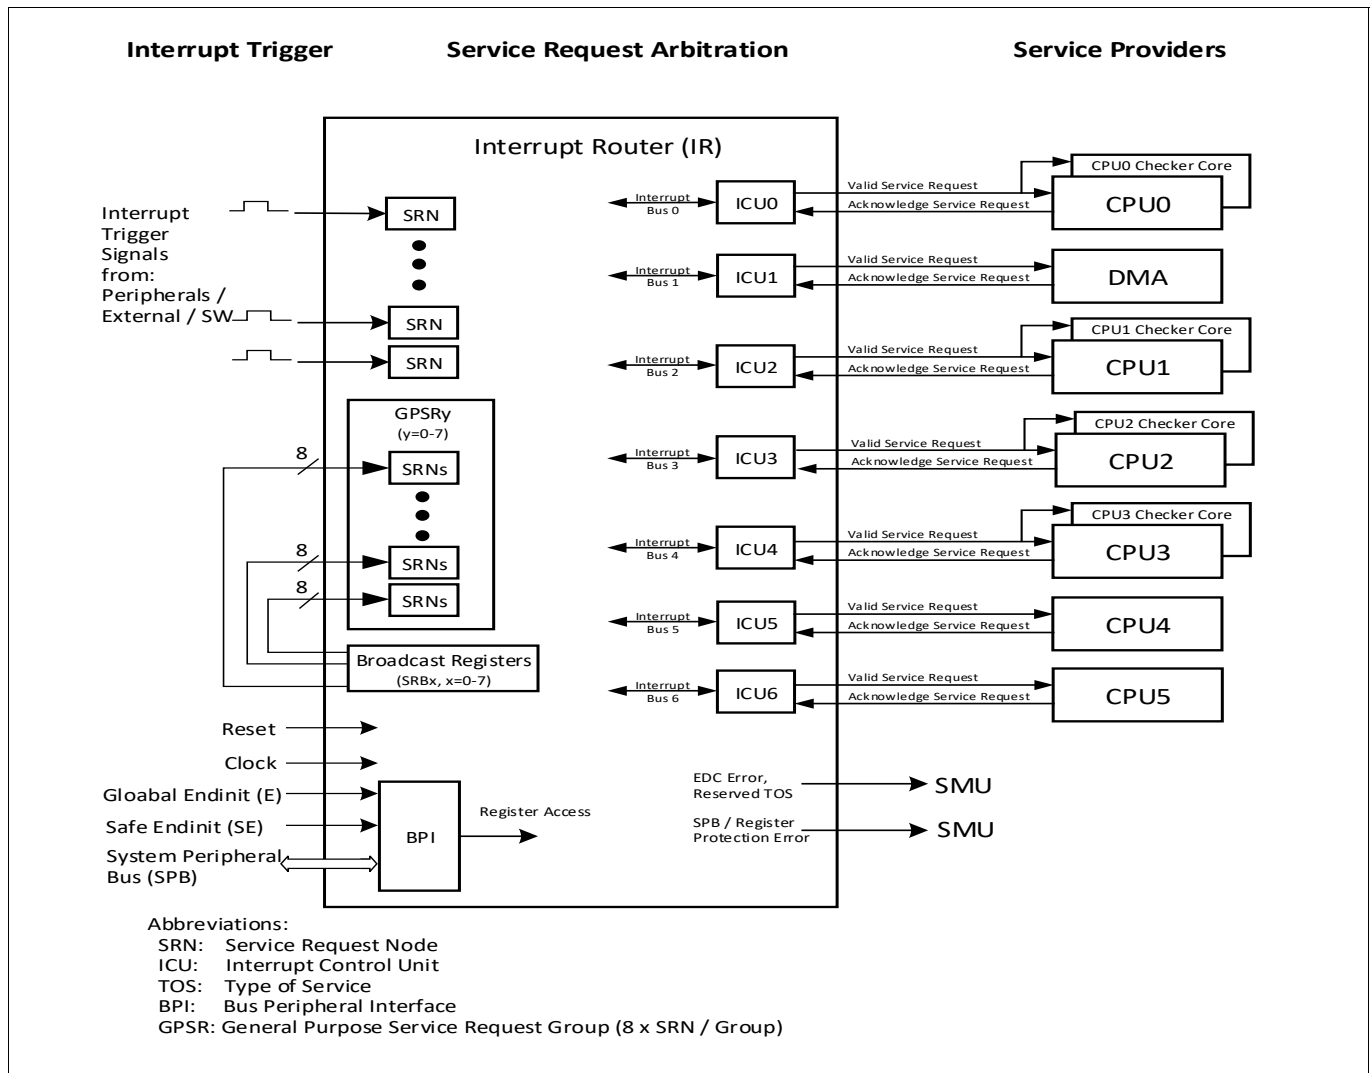 Interrupt Trigger
Service Request Arbitration
Service Providers
Interrupt Router (IR)
Interrupt
Trigger
Signals
from:
Peripherals /
External / SW
SRN
SRN
SRN
GPSRy
(y=0-7)
8
SRNs
8
SRNs
8
SRNs
Broadcast Registers
(SRBx, x=0-7)
Reset
Clock
Gloabal Endinit (E)
Safe Endinit (SE)
System Peripheral
Bus (SPB)
BPI
Register Access
Interrupt
Bus 0
ICU0
Valid Service Request
Acknowledge Service Request
CPU0 Checker Core
CPU0
Interrupt
Bus 1
ICU1
Valid Service Request
Acknowledge Service Request
DMA
Interrupt
Bus 2
ICU2
Valid Service Request
Acknowledge Service Request
CPU1 Checker Core
CPU1
Interrupt
Bus 3
ICU3
Valid Service Request
Acknowledge Service Request
CPU2 Checker Core
CPU2
Interrupt
Bus 4
ICU4
Valid Service Request
Acknowledge Service Request
CPU3 Checker Core
CPU3
Interrupt
Bus 5
ICU5
Valid Service Request
Acknowledge Service Request
CPU4
Interrupt
Bus 6
ICU6
Valid Service Request
Acknowledge Service Request
CPU5
EDC Error,
Reserved TOS
SMU
SPB / Register
Protection Error
SMU
Abbreviations:
SRN: Service Request Node
ICU: Interrupt Control Unit
TOS: Type of Service
BPI: Bus Peripheral Interface
GPSR: General Purpose Service Request Group (8 x SRN / Group)